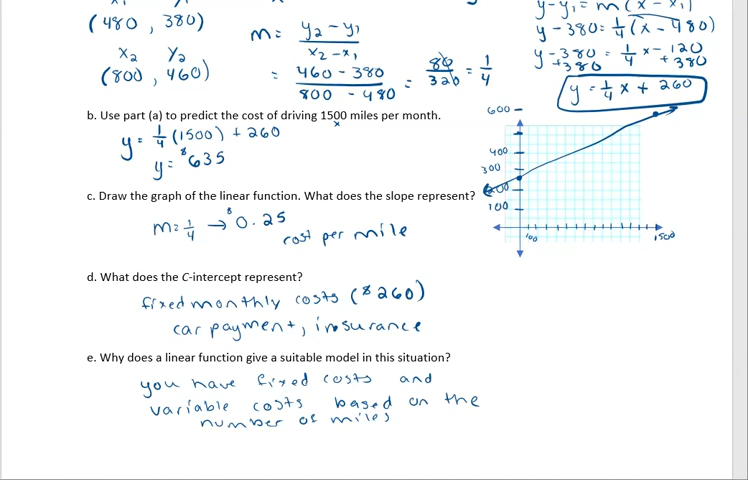 y-y₁=m(x-x₁)
(480, 380)
m= y₂-y₁ / x₂-x₁
y-380=¼(x-480)
x₂ y₂
(800, 460)
= 460-380 / 800-480 = 80/320 = 1/4
y-380=¼x-120
+380 +380
y=¼x+260
b. Use part (a) to predict the cost of driving 1500 miles per month.
x
y=¼(1500)+260
y=$635
600
400
300
200
100
100
1500
c. Draw the graph of the linear function. What does the slope represent?
m=¼ → $0.25
cost per mile
d. What does the C-intercept represent?
fixed monthly costs ($260)
car payment, insurance
e. Why does a linear function give a suitable model in this situation?
you have fixed costs and
variable costs based on the
number of miles